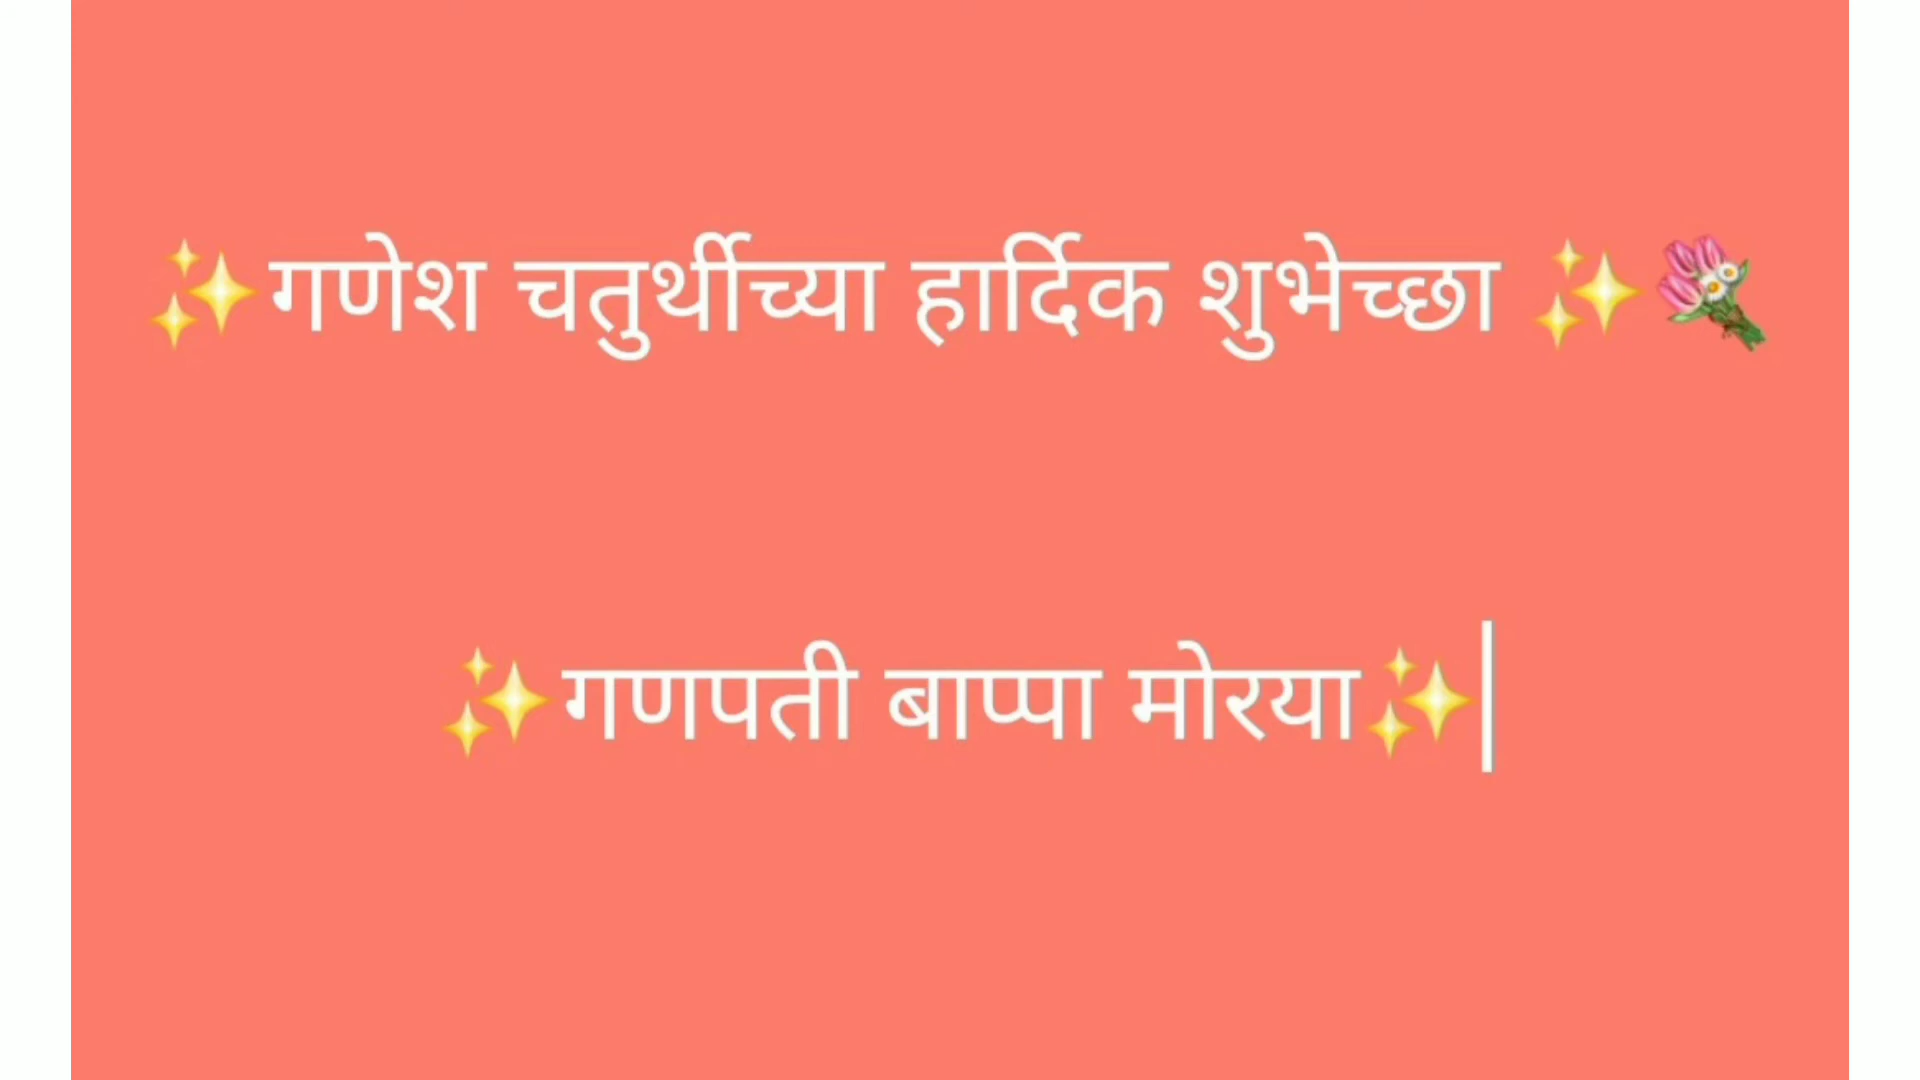 ✨गणेश चतुर्थीच्या हार्दिक शुभेच्छा ✨💐
✨गणपती बाप्पा मोरया✨